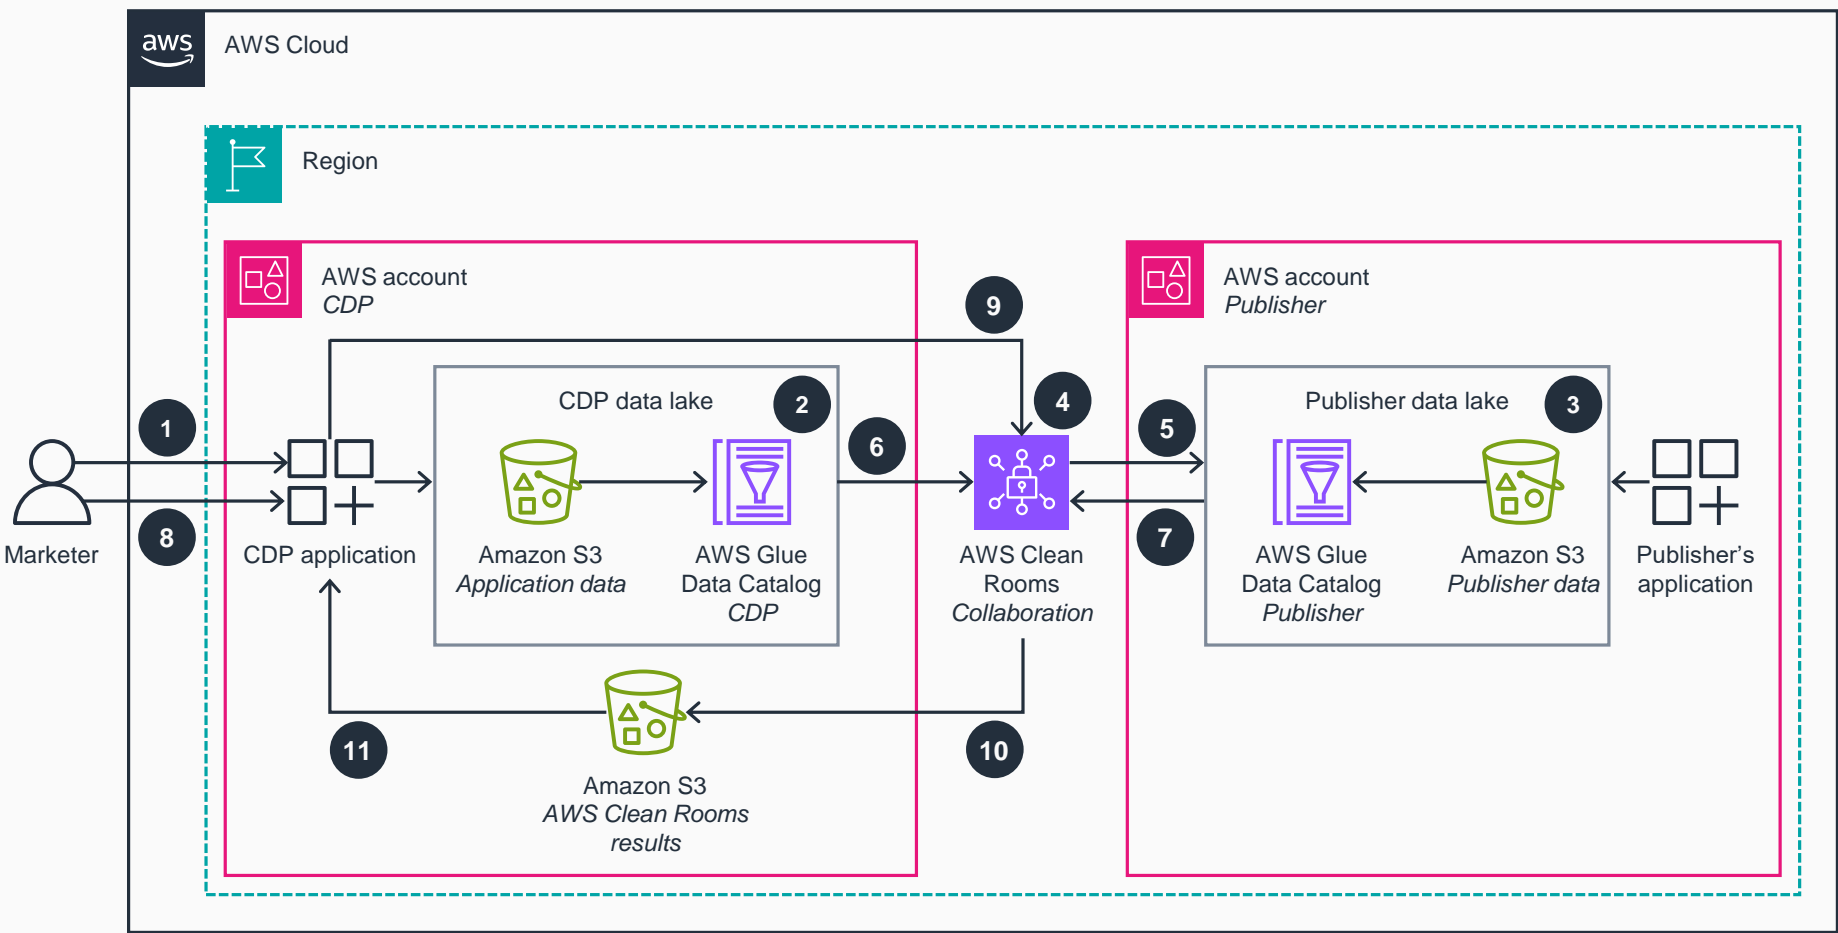 aws
AWS Cloud
Region
AWS account
CDP
AWS account
Publisher
9
CDP data lake
2
4
Publisher data lake
3
1
6
5
8
7
Marketer
CDP application
Amazon S3
Application data
AWS Glue
Data Catalog
CDP
AWS Clean
Rooms
Collaboration
AWS Glue
Data Catalog
Publisher
Amazon S3
Publisher data
Publisher's
application
11
10
Amazon S3
AWS Clean Rooms
results